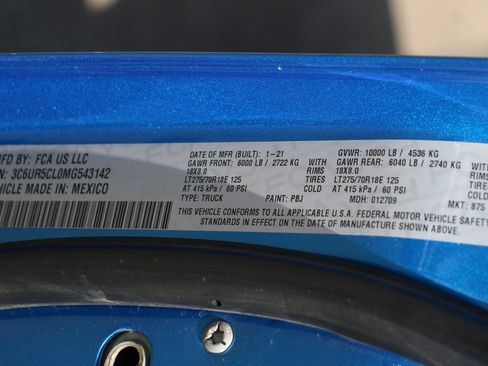 MFD BY: FCA US LLC
N: 3C6UR5CL0MG543142
VEHICLE MADE IN: MEXICO
DATE OF MFR (BUILT): 1-21 GVWR: 10000 LB / 4536 KG
GAWR FRONT: 6000 LB / 2722 KG WITH GAWR REAR: 6040 LB / 2740 KG
18X8.0 RIMS 18X8.0
LT275/70R18E 125 TIRES LT275/70R18E 125
AT 415 kPa / 60 PSI AT 415 kPa / 60 PSI
TYPE: TRUCK PAINT: PBJ MDH: 012709 MKT: 875
THIS VEHICLE CONFORMS TO ALL APPLICABLE U.S.A. FEDERAL MOTOR VEHICLE SAFETY
STANDARDS IN EFFECT ON THE DATE OF MANUFACTURE SHOWN ABOVE.